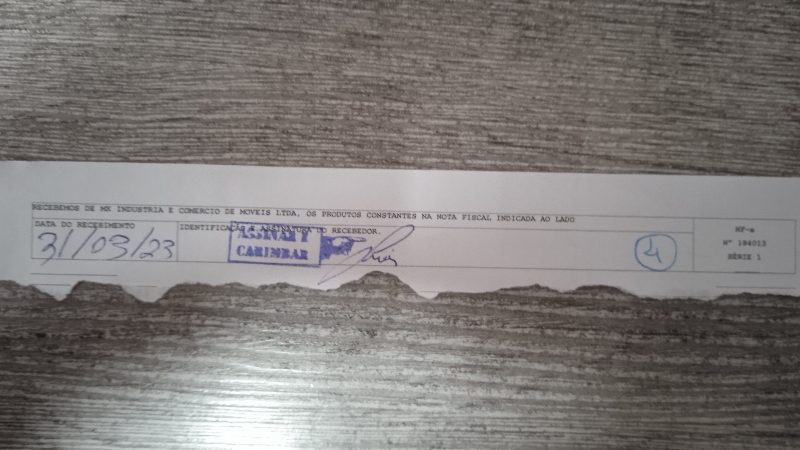 RECEBEMOS DE MX INDUSTRIA E COMERCIO DE MOVEIS LTDA, OS PRODUTOS CONSTANTES NA NOTA FISCAL INDICADA AO LADO
DATA DO RECEBIMENTO
31/03/23
IDENTIFICAÇÃO E ASSINATURA DO RECEBEDOR.
ASSINAR E
CARIMBAR
4
NF-e
Nº 184013
SÉRIE 1